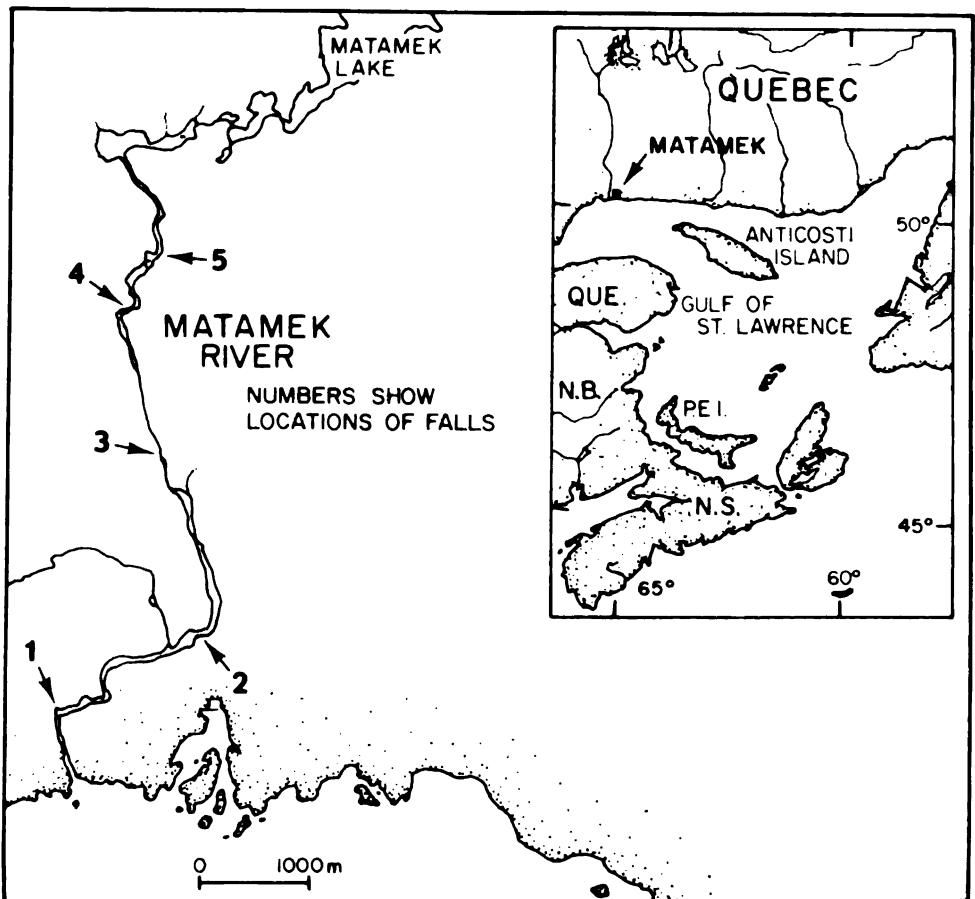 MATAMEK
LAKE
5
4
MATAMEK
RIVER
NUMBERS SHOW
LOCATIONS OF FALLS
3
1
2
0 1000 m
QUEBEC
MATAMEK
50°
ANTICOSTI
ISLAND
QUE.
GULF OF
ST. LAWRENCE
N.B.
P.E I.
N.S.
45°
65°
60°